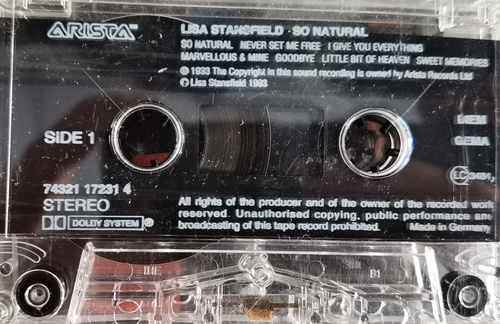 ARISTA™
LISA STANSFIELD · SO NATURAL
SO NATURAL NEVER SET ME FREE I GIVE YOU EVERYTHING
MARVELLOUS & MINE GOODBYE LITTLE BIT OF HEAVEN SWEET MEMORIES
℗ 1993 The Copyright in this sound recording is owned by Arista Records Ltd
© Lisa Stansfield 1993
SIDE 1
BIEM
GEMA
LC 3484
74321 17231 4
STEREO
DOLBY SYSTEM ®
All rights of the producer and of the owner of the recorded work
reserved. Unauthorised copying, public performance and
broadcasting of this tape record prohibited. Made in Germany
B1